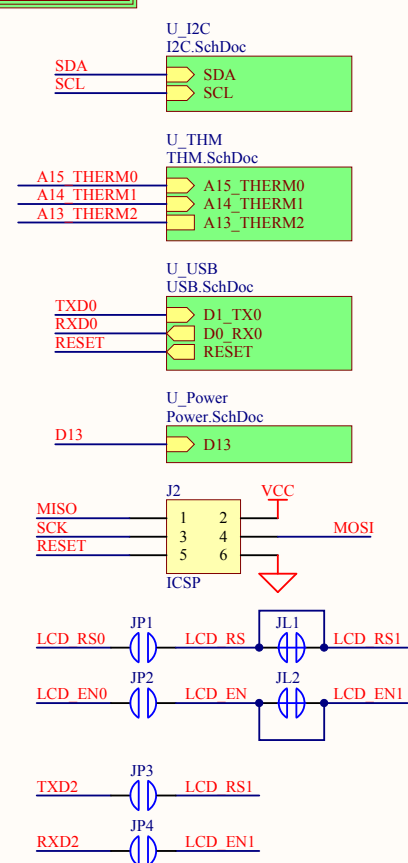 U_I2C
I2C.SchDoc
SDA SDA
SCL SCL
U_THM
THM.SchDoc
A15_THERM0 A15_THERM0
A14_THERM1 A14_THERM1
A13_THERM2 A13_THERM2
U_USB
USB.SchDoc
TXD0 D1_TX0
RXD0 D0_RX0
RESET RESET
U_Power
Power.SchDoc
D13 D13
J2 VCC
MISO 1 2
SCK 3 4 MOSI
RESET 5 6
ICSP
JP1 JL1
LCD_RS0 LCD_RS LCD_RS1
JP2 JL2
LCD_EN0 LCD_EN LCD_EN1
JP3
TXD2 LCD_RS1
JP4
RXD2 LCD_EN1